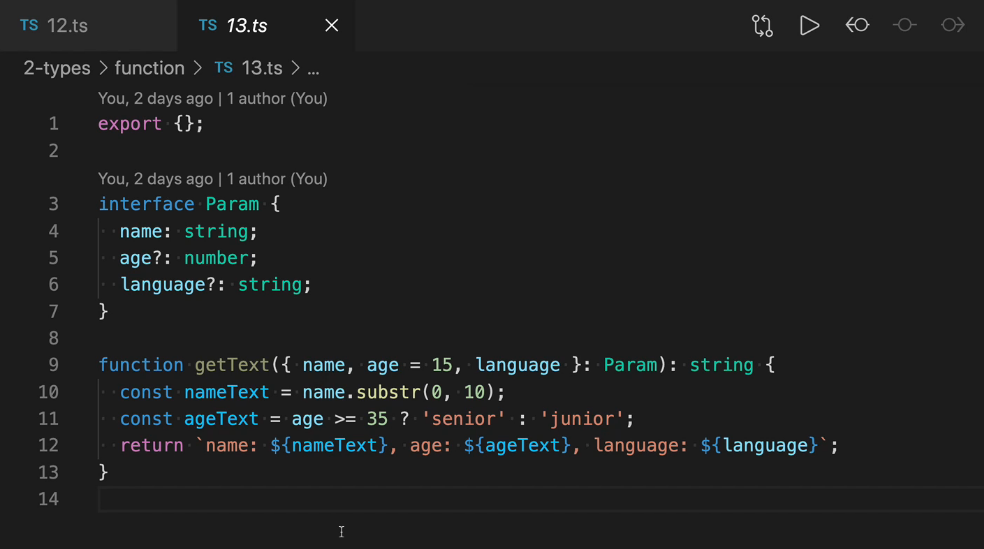 TS 12.ts TS 13.ts
2-types > function > TS 13.ts > ...
You, 2 days ago | 1 author (You)
1 export {};
2
You, 2 days ago | 1 author (You)
3 interface Param {
4   name: string;
5   age?: number;
6   language?: string;
7 }
8
9 function getText({ name, age = 15, language }: Param): string {
10   const nameText = name.substr(0, 10);
11   const ageText = age >= 35 ? 'senior' : 'junior';
12   return `name: ${nameText}, age: ${ageText}, language: ${language}`;
13 }
14